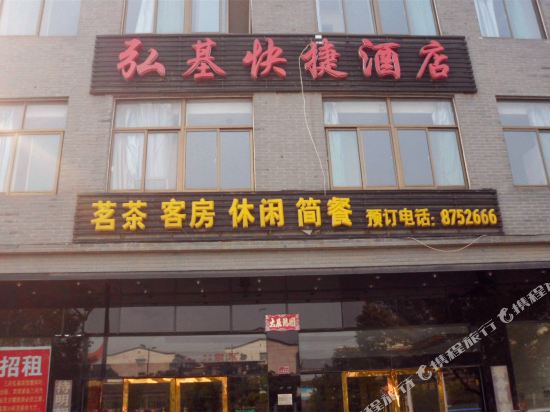 弘基快捷酒店
茗茶 客房 休闲 简餐 预订电话: 8752666
招租
携程旅行